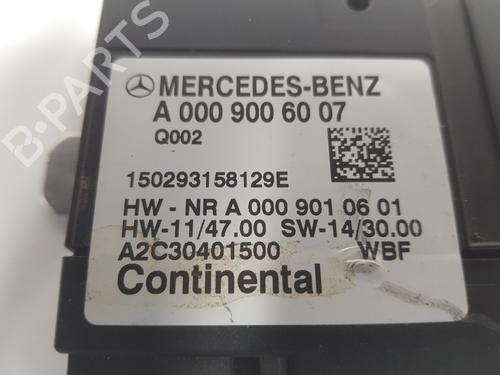 B-PARTS
MERCEDES-BENZ
A 000 900 60 07
Q002
150293158129E
HW - NR A 000 901 06 01
HW-11/47.00 SW-14/30.00
A2C30401500 WBF
Continental